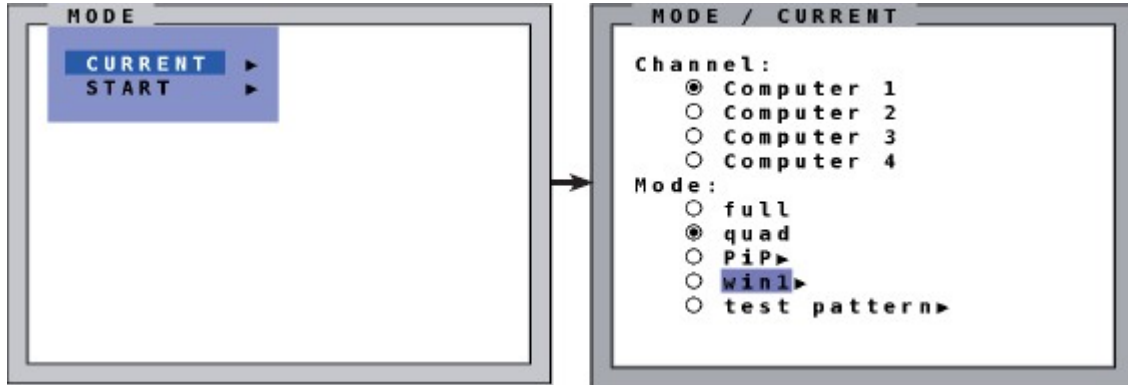 MODE
CURRENT ▶
START ▶
MODE / CURRENT
Channel:
Computer 1
Computer 2
Computer 3
Computer 4
Mode:
full
quad
PiP▶
win1▶
test pattern▶